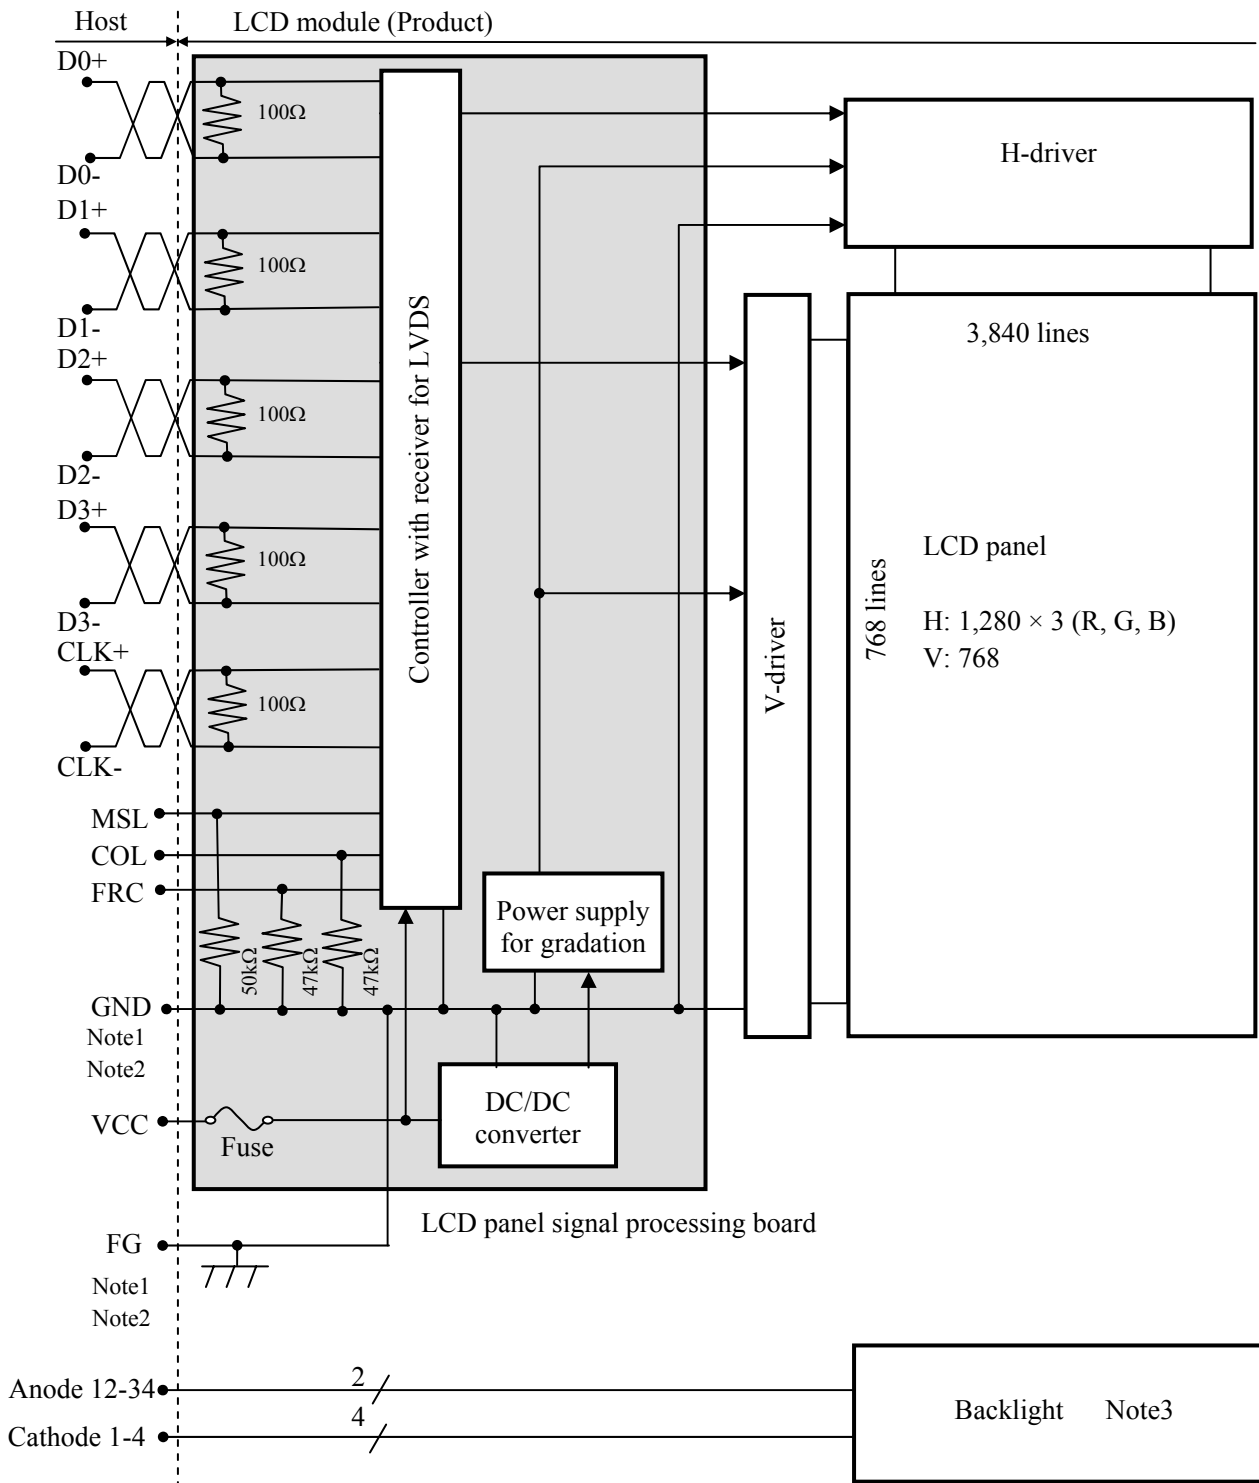 Host
LCD module (Product)
D0+
100Ω
D0-
D1+
100Ω
D1-
D2+
100Ω
D2-
D3+
100Ω
D3-
CLK+
100Ω
CLK-
MSL
COL
FRC
50kΩ
47kΩ
47kΩ
GND
Note1
Note2
VCC
Fuse
Controller with receiver for LVDS
Power supply
for gradation
DC/DC
converter
LCD panel signal processing board
H-driver
V-driver
3,840 lines
768 lines
LCD panel
H: 1,280 × 3 (R, G, B)
V: 768
FG
Note1
Note2
Anode 12-34
2
Cathode 1-4
4
Backlight Note3